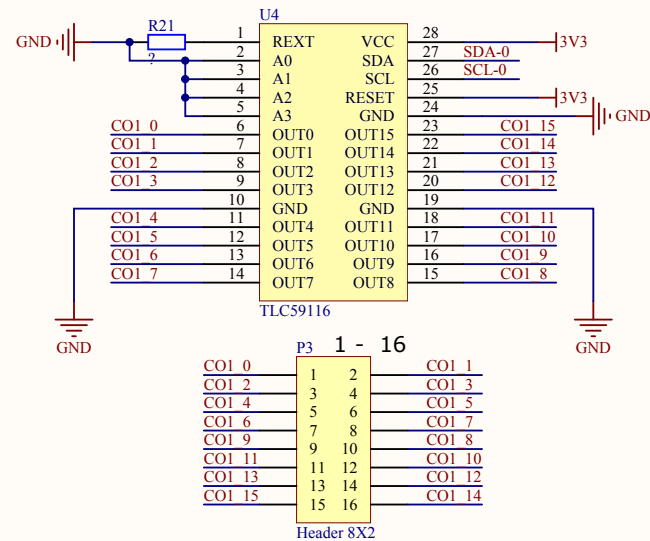 U4
GND R21 1 REXT VCC 28 3V3
? 2 A0 SDA 27 SDA-0
3 A1 SCL 26 SCL-0
4 A2 RESET 25 3V3
5 A3 GND 24 GND
CO1_0 6 OUT0 OUT15 23 CO1_15
CO1_1 7 OUT1 OUT14 22 CO1_14
CO1_2 8 OUT2 OUT13 21 CO1_13
CO1_3 9 OUT3 OUT12 20 CO1_12
10 GND GND 19
CO1_4 11 OUT4 OUT11 18 CO1_11
CO1_5 12 OUT5 OUT10 17 CO1_10
CO1_6 13 OUT6 OUT9 16 CO1_9
CO1_7 14 OUT7 OUT8 15 CO1_8
TLC59116
GND GND
P3 1 - 16
CO1_0 1 2 CO1_1
CO1_2 3 4 CO1_3
CO1_4 5 6 CO1_5
CO1_6 7 8 CO1_7
CO1_9 9 10 CO1_8
CO1_11 11 12 CO1_10
CO1_13 13 14 CO1_12
CO1_15 15 16 CO1_14
Header 8X2